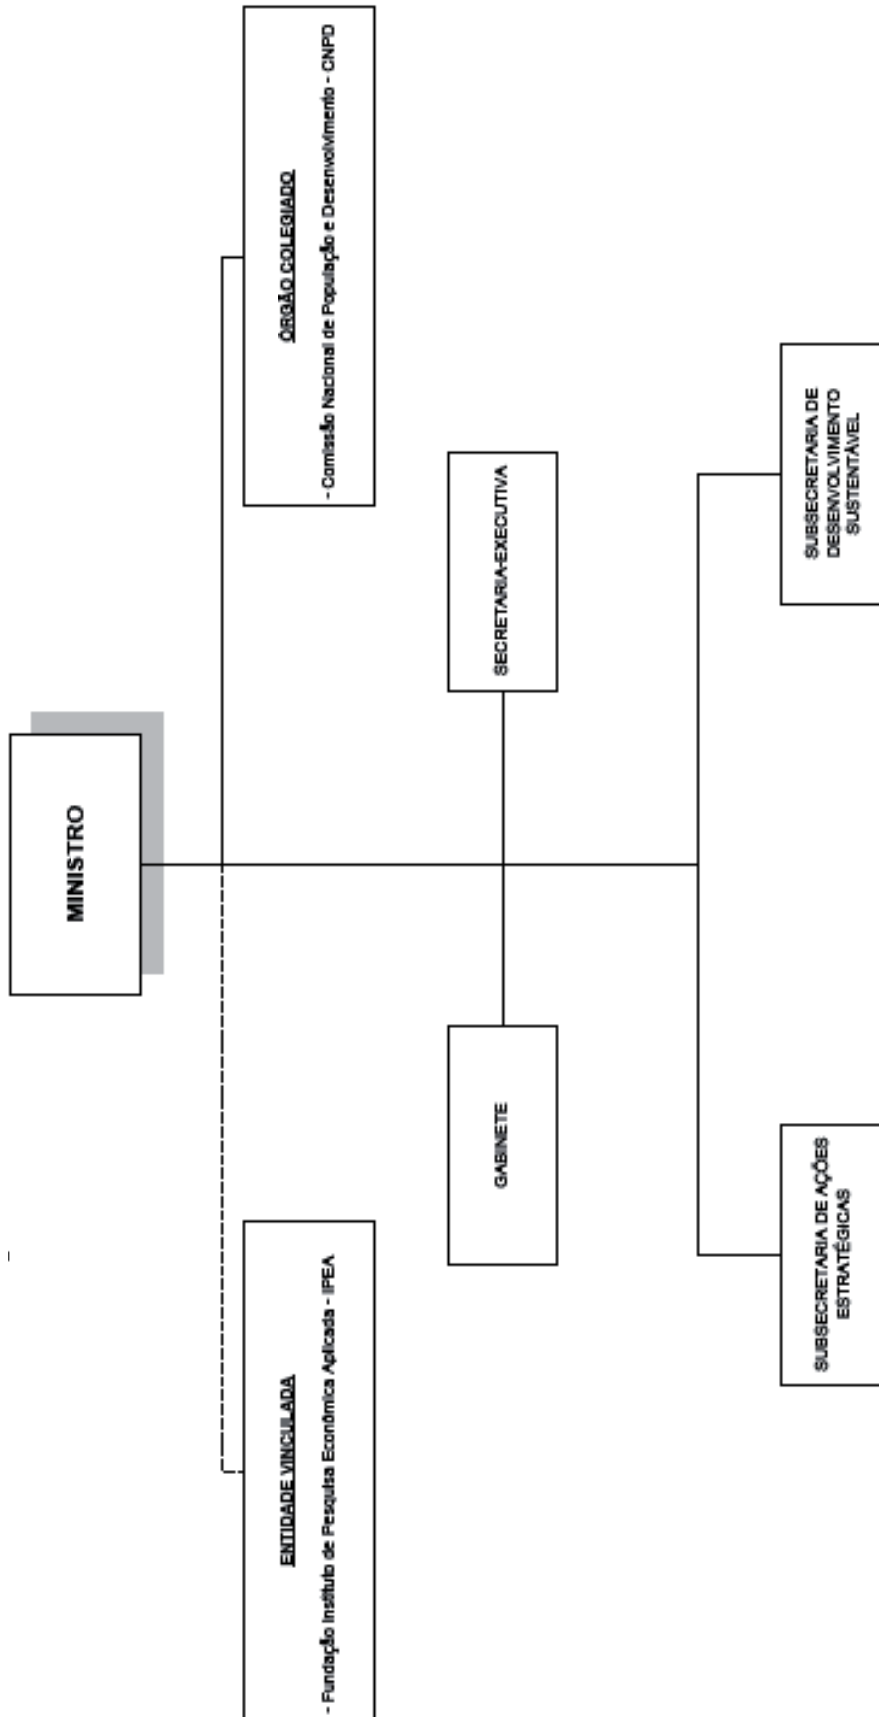 MINISTRO
ENTIDADE VINCULADA
- Fundação Instituto de Pesquisa Econômica Aplicada - IPEA
ÓRGÃO COLEGIADO
- Comissão Nacional de População e Desenvolvimento - CNPD
GABINETE
SECRETARIA-EXECUTIVA
SUBSECRETARIA DE AÇÕES
ESTRATÉGICAS
SUBSECRETARIA DE
DESENVOLVIMENTO
SUSTENTÁVEL